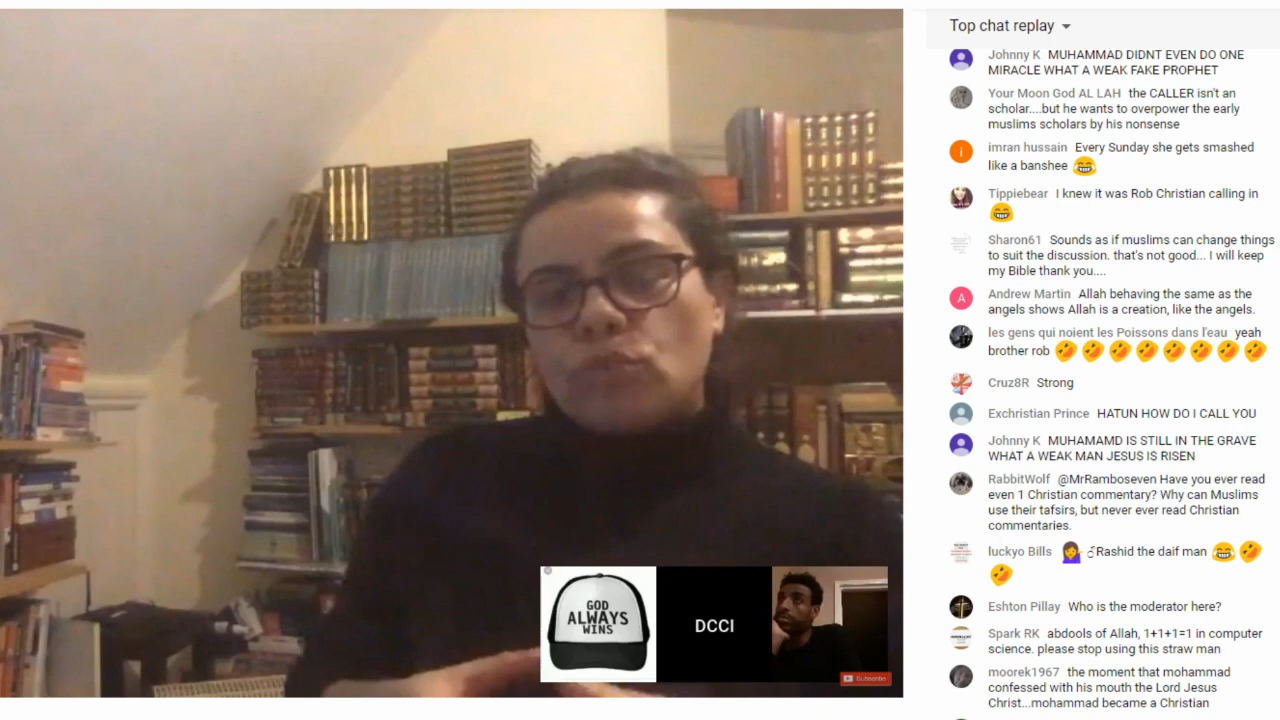 Top chat replay
Johnny K MUHAMMAD DIDNT EVEN DO ONE
MIRACLE WHAT A WEAK FAKE PROPHET
Your Moon God AL LAH the CALLER isn't an
scholar....but he wants to overpower the early
muslims scholars by his nonsense
imran hussain Every Sunday she gets smashed
like a banshee 😂
Tippiebear I knew it was Rob Christian calling in
😂
Sharon61 Sounds as if muslims can change things
to suit the discussion. that's not good... I will keep
my Bible thank you....
A
Andrew Martin Allah behaving the same as the
angels shows Allah is a creation, like the angels.
les gens qui noient les Poissons dans l'eau yeah
brother rob 🤣🤣🤣🤣🤣🤣🤣🤣
Cruz8R Strong
Exchristian Prince HATUN HOW DO I CALL YOU
Johnny K MUHAMAMD IS STILL IN THE GRAVE
WHAT A WEAK MAN JESUS IS RISEN
RabbitWolf @MrRamboseven Have you ever read
even 1 Christian commentary? Why can Muslims
use their tafsirs, but never ever read Christian
commentaries.
luckyo Bills 💁‍♀️Rashid the daif man 😂🤣
🤣
Eshton Pillay Who is the moderator here?
Spark RK abdools of Allah, 1+1+1=1 in computer
science. please stop using this straw man
moorek1967 the moment that mohammad
confessed with his mouth the Lord Jesus
Christ...mohammad became a Christian
GOD
ALWAYS
WINS
DCCI
Subscribe